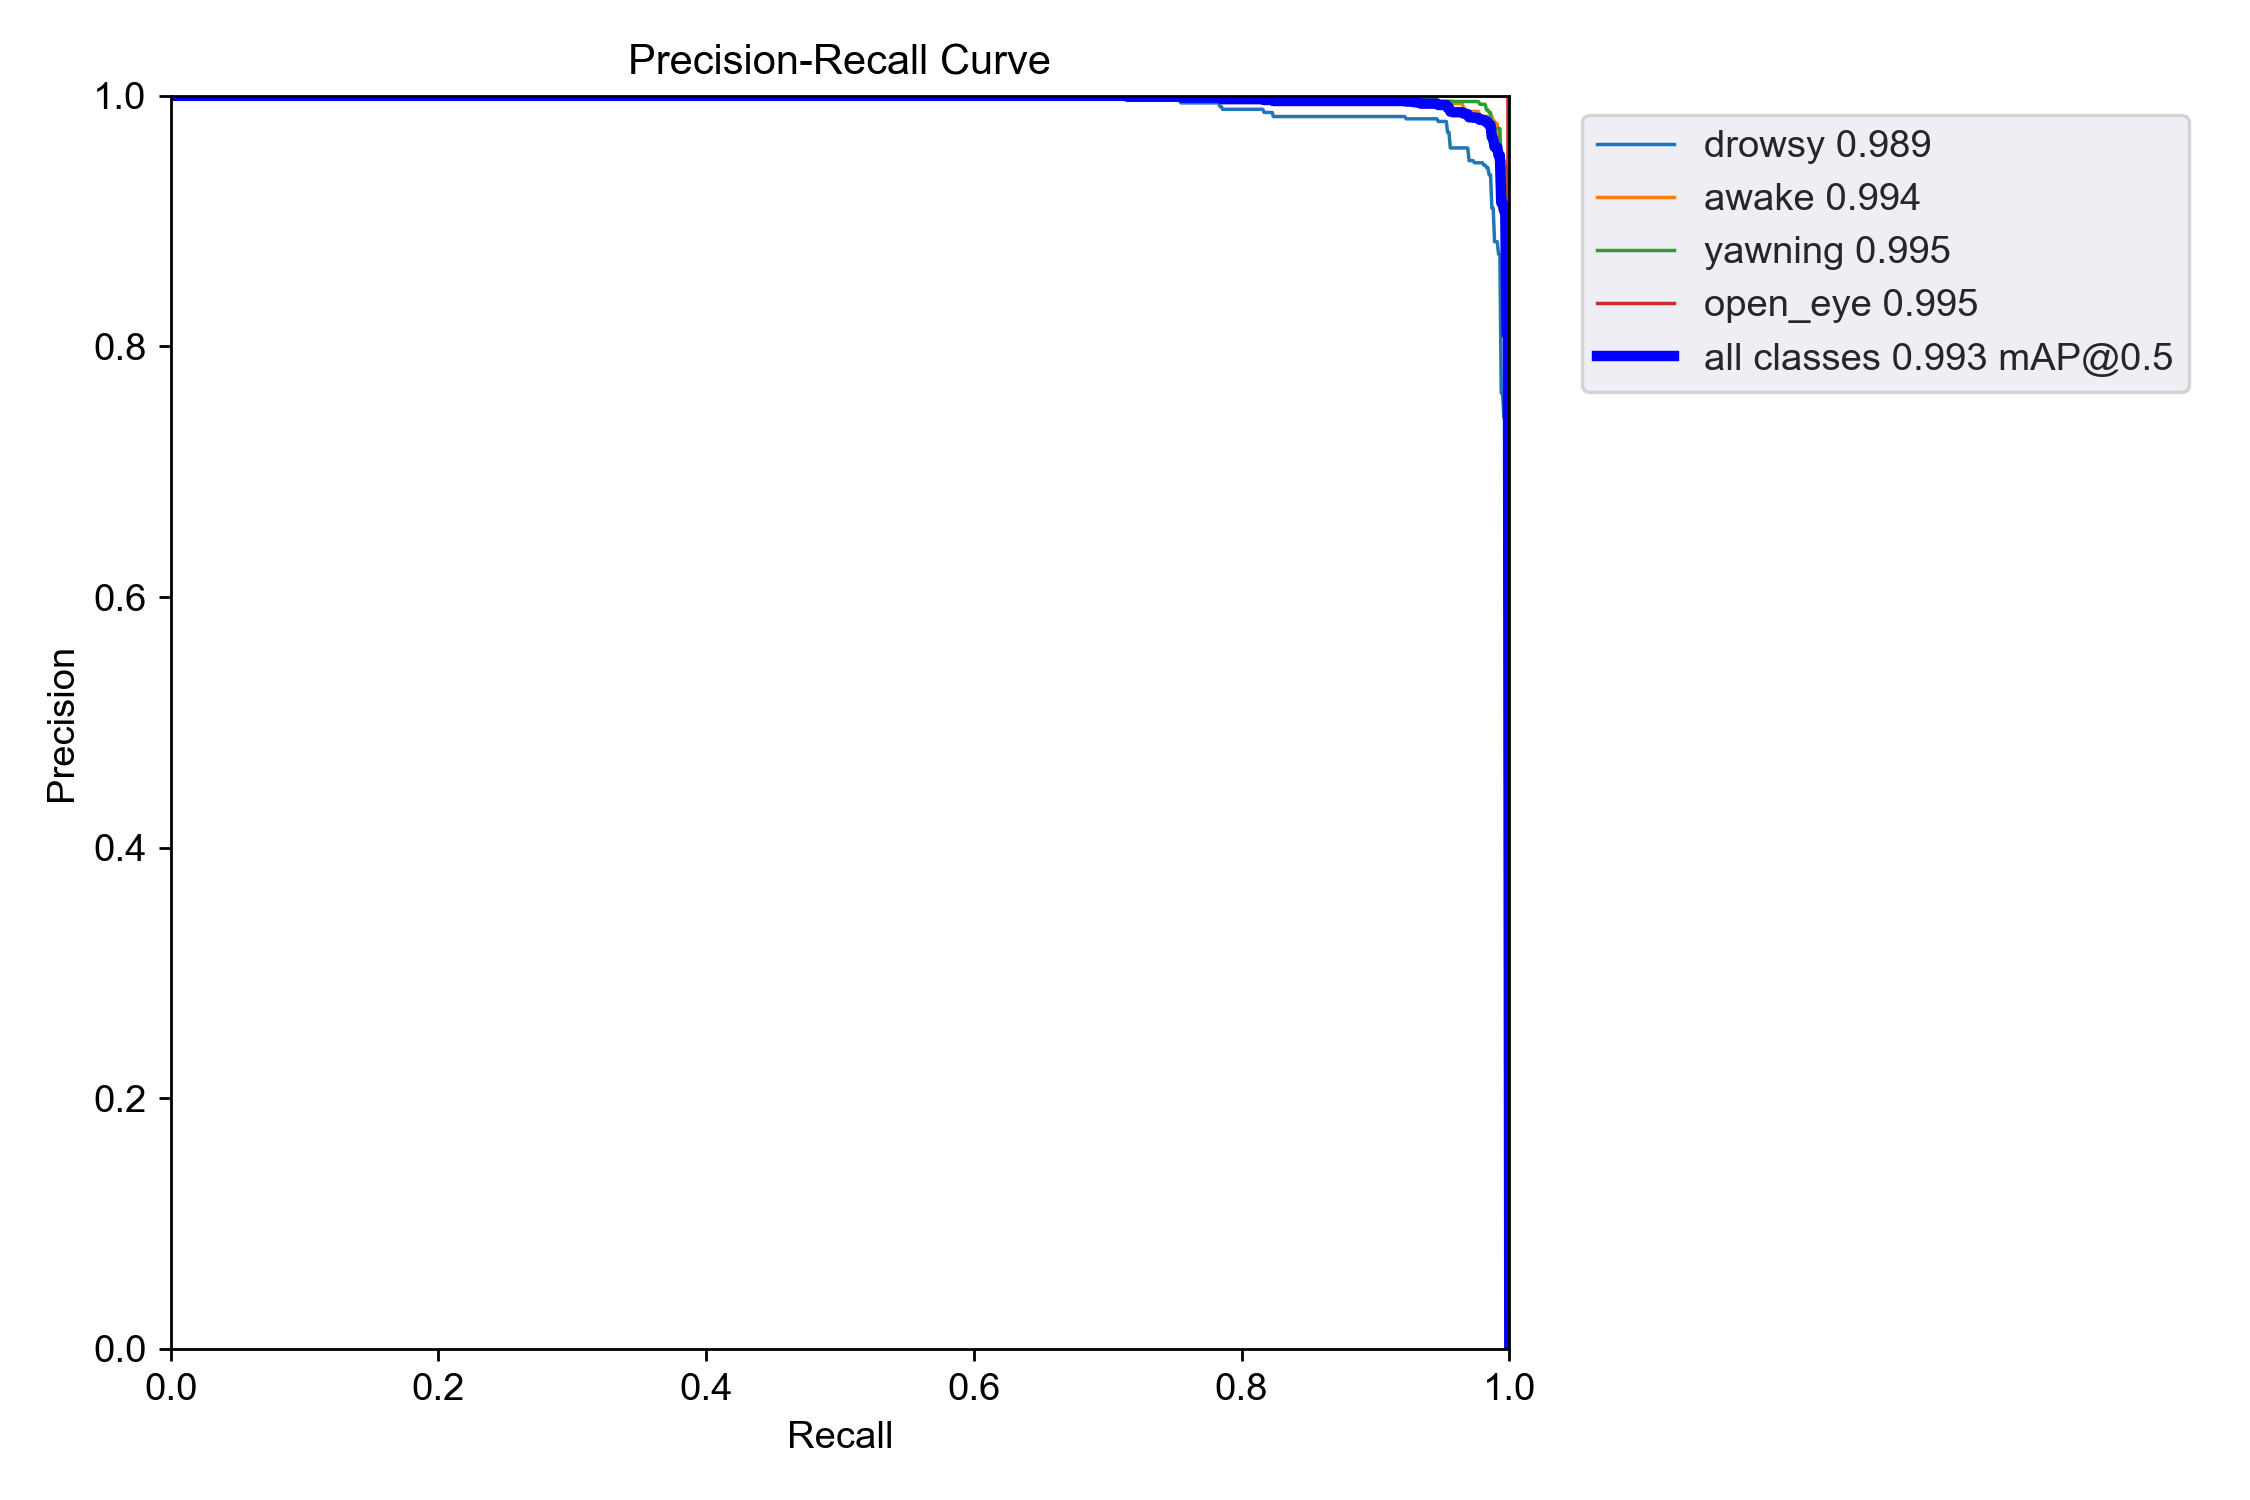 Precision-Recall Curve
1.0
0.8
0.6
0.4
0.2
0.0
Precision
0.0 0.2 0.4 0.6 0.8 1.0
Recall
drowsy 0.989
awake 0.994
yawning 0.995
open_eye 0.995
all classes 0.993 mAP@0.5